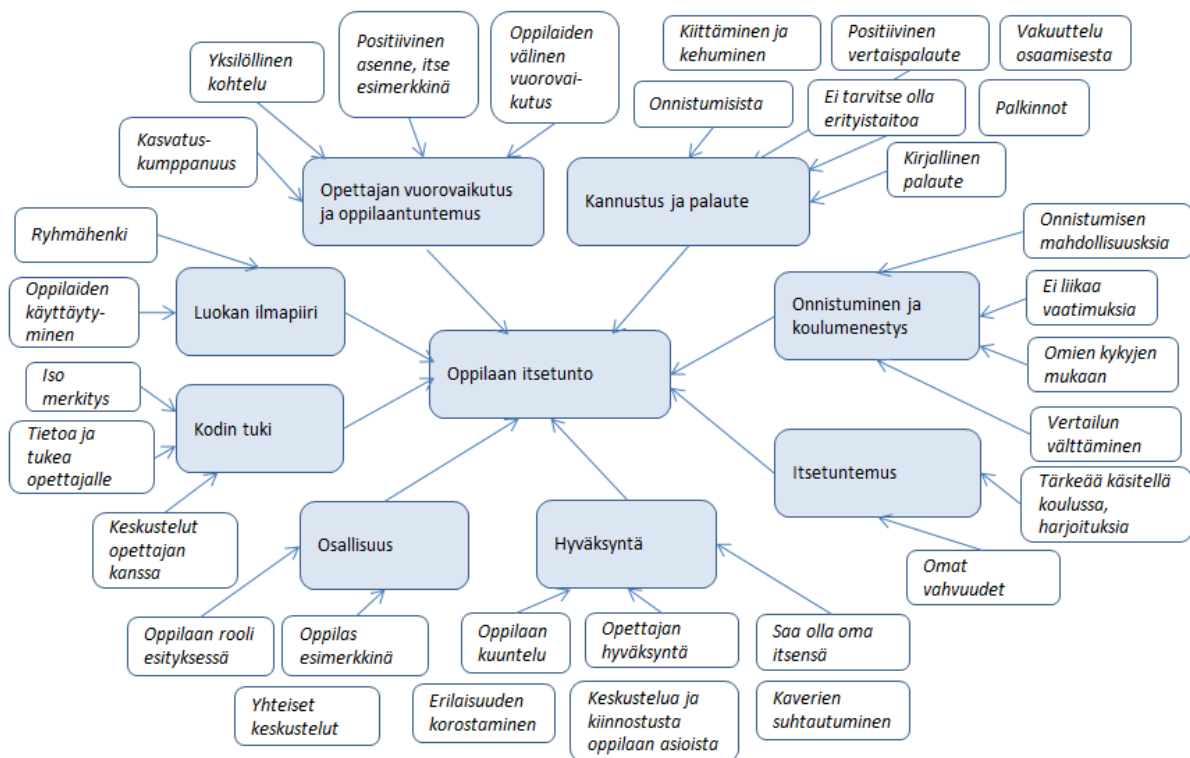 Yksilöllinen
kohtelu
Positiivinen
asenne, itse
esimerkkinä
Oppilaiden
välinen
vuorovai-
kutus
Kiittäminen ja
kehuminen
Positiivinen
vertaispalaute
Vakuuttelu
osaamisesta
Kasvatus-
kumppanuus
Onnistumisista
Ei tarvitse olla
erityistaitoa
Palkinnot
Kirjallinen
palaute
Opettajan vuorovaikutus
ja oppilaantuntemus
Kannustus ja palaute
Ryhmähenki
Onnistumisen
mahdollisuusksia
Oppilaiden
käyttäyty-
minen
Luokan ilmapiiri
Onnistuminen ja
koulumenestys
Ei liikaa
vaatimuksia
Omien kykyjen
mukaan
Iso
merkitys
Oppilaan itsetunto
Kodin tuki
Vertailun
välttäminen
Tietoa ja
tukea
opettajalle
Itsetuntemus
Tärkeää käsitellä
koulussa,
harjoituksia
Keskustelut
opettajan
kanssa
Osallisuus
Hyväksyntä
Omat
vahvuudet
Oppilaan rooli
esityksessä
Oppilas
esimerkkinä
Oppilaan
kuuntelu
Opettajan
hyväksyntä
Saa olla oma
itsensä
Yhteiset
keskustelut
Erilaisuuden
korostaminen
Keskustelua ja
kiinnostusta
oppilaan asioista
Kaverien
suhtautuminen